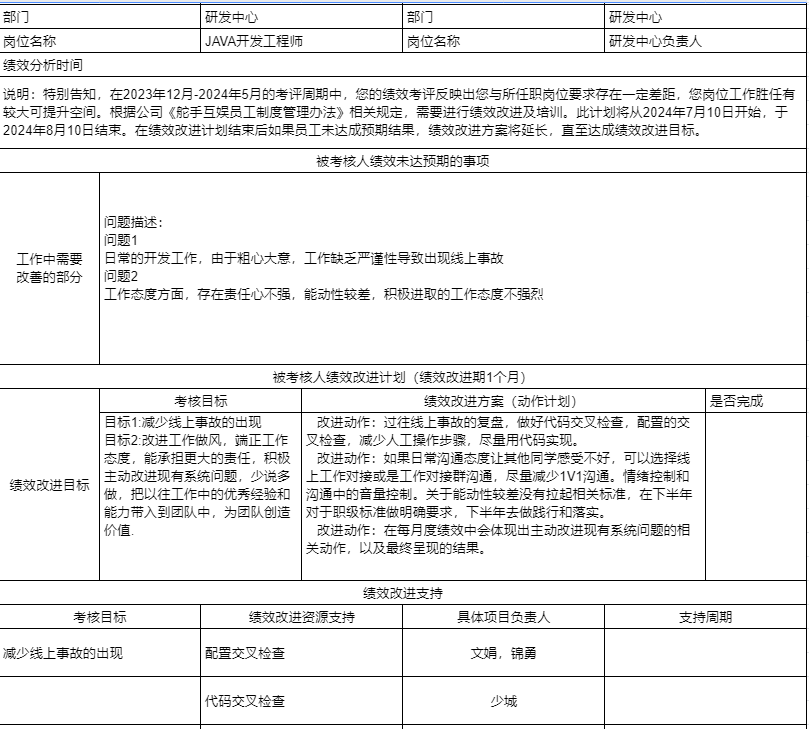 部门 研发中心 部门 研发中心
岗位名称 JAVA开发工程师 岗位名称 研发中心负责人
绩效分析时间
说明：特别告知，在2023年12月-2024年5月的考评周期中，您的绩效考评反映出您与所任职岗位要求存在一定差距，您岗位工作胜任有
较大可提升空间。根据公司《舵手互娱员工制度管理办法》相关规定，需要进行绩效改进及培训。此计划将从2024年7月10日开始，于
2024年8月10日结束。在绩效改进计划结束后如果员工未达成预期结果，绩效改进方案将延长，直至达成绩效改进目标。
被考核人绩效未达预期的事项
工作中需要
改善的部分
问题描述：
问题1
日常的开发工作，由于粗心大意，工作缺乏严谨性导致出现线上事故
问题2
工作态度方面，存在责任心不强，能动性较差，积极进取的工作态度不强烈
被考核人绩效改进计划（绩效改进期1个月）
考核目标 绩效改进方案（动作计划） 是否完成
绩效改进目标
目标1:减少线上事故的出现
目标2:改进工作做风，端正工作
态度，能承担更大的责任，积极
主动改进现有系统问题，少说多
做，把以往工作中的优秀经验和
能力带入到团队中，为团队创造
价值.
改进动作：过往线上事故的复盘，做好代码交叉检查，配置的交
叉检查，减少人工操作步骤，尽量用代码实现。
改进动作：如果日常沟通态度让其他同学感受不好，可以选择线
上工作对接或是工作对接群沟通，尽量减少1V1沟通。情绪控制和
沟通中的音量控制。关于能动性较差没有拉起相关标准，在下半年
对于职级标准做明确要求，下半年去做践行和落实。
改进动作：在每月度绩效中会体现出主动改进现有系统问题的相
关动作，以及最终呈现的结果。
绩效改进支持
考核目标 绩效改进资源支持 具体项目负责人 支持周期
减少线上事故的出现 配置交叉检查 文娟，锦勇
代码交叉检查 少城